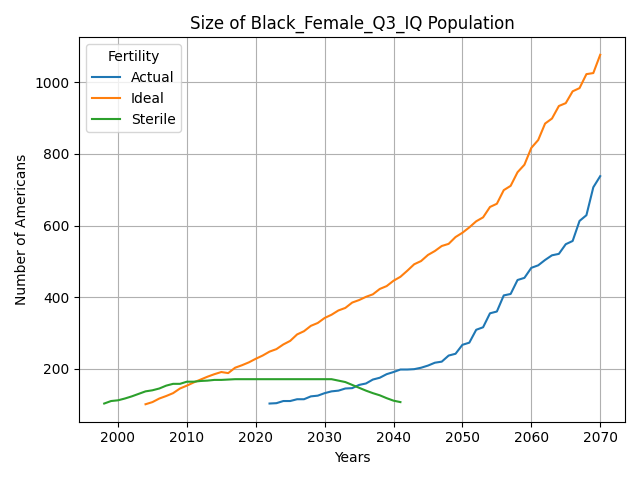 Size of Black_Female_Q3_IQ Population
Fertility
Actual
Ideal
Sterile
Number of Americans
1000
800
600
400
200
2000 2010 2020 2030 2040 2050 2060 2070
Years